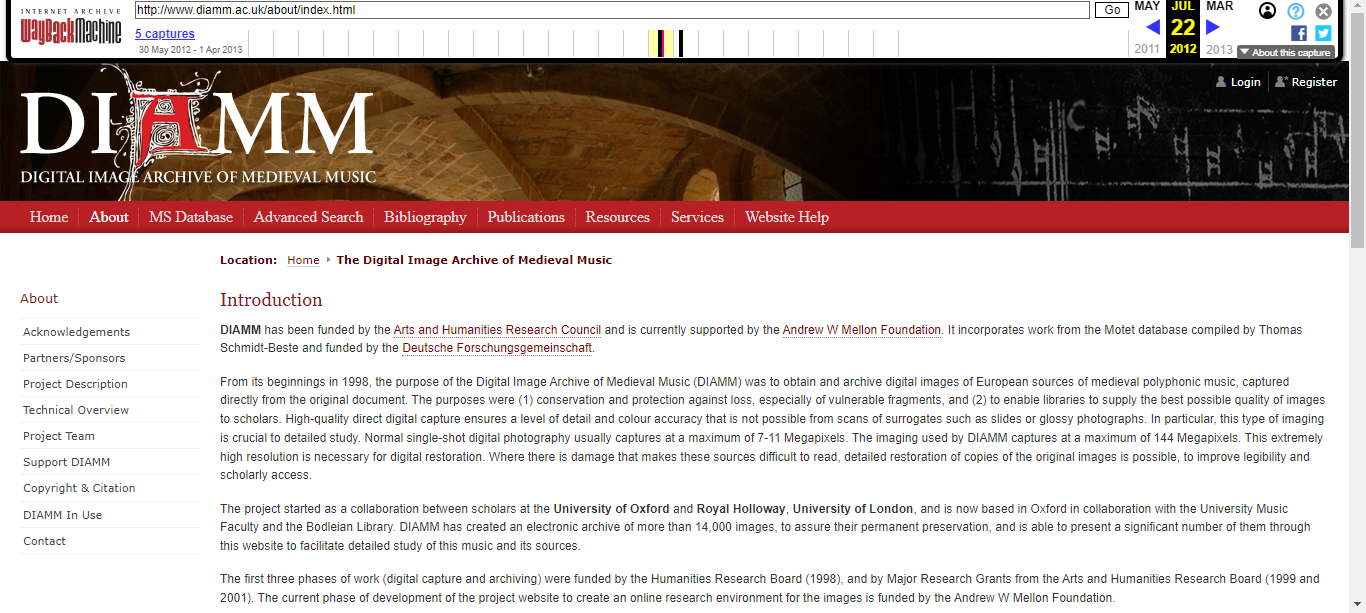 INTERNET ARCHIVE
WayBackMachine
http://www.diamm.ac.uk/about/index.html
Go
5 captures
30 May 2012 - 1 Apr 2013
MAY JUL MAR
22
2011 2012 2013
About this capture
Login Register
DIAMM
DIGITAL IMAGE ARCHIVE OF MEDIEVAL MUSIC
Home About MS Database Advanced Search Bibliography Publications Resources Services Website Help
Location: Home The Digital Image Archive of Medieval Music
About
Acknowledgements
Partners/Sponsors
Project Description
Technical Overview
Project Team
Support DIAMM
Copyright & Citation
DIAMM In Use
Contact
Introduction
DIAMM has been funded by the Arts and Humanities Research Council and is currently supported by the Andrew W Mellon Foundation. It incorporates work from the Motet database compiled by Thomas
Schmidt-Beste and funded by the Deutsche Forschungsgemeinschaft.
From its beginnings in 1998, the purpose of the Digital Image Archive of Medieval Music (DIAMM) was to obtain and archive digital images of European sources of medieval polyphonic music, captured
directly from the original document. The purposes were (1) conservation and protection against loss, especially of vulnerable fragments, and (2) to enable libraries to supply the best possible quality of images
to scholars. High-quality direct digital capture ensures a level of detail and colour accuracy that is not possible from scans of surrogates such as slides or glossy photographs. In particular, this type of imaging
is crucial to detailed study. Normal single-shot digital photography usually captures at a maximum of 7-11 Megapixels. The imaging used by DIAMM captures at a maximum of 144 Megapixels. This extremely
high resolution is necessary for digital restoration. Where there is damage that makes these sources difficult to read, detailed restoration of copies of the original images is possible, to improve legibility and
scholarly access.
The project started as a collaboration between scholars at the University of Oxford and Royal Holloway, University of London, and is now based in Oxford in collaboration with the University Music
Faculty and the Bodleian Library. DIAMM has created an electronic archive of more than 14,000 images, to assure their permanent preservation, and is able to present a significant number of them through
this website to facilitate detailed study of this music and its sources.
The first three phases of work (digital capture and archiving) were funded by the Humanities Research Board (1998), and by Major Research Grants from the Arts and Humanities Research Board (1999 and
2001). The current phase of development of the project website to create an online research environment for the images is funded by the Andrew W Mellon Foundation.